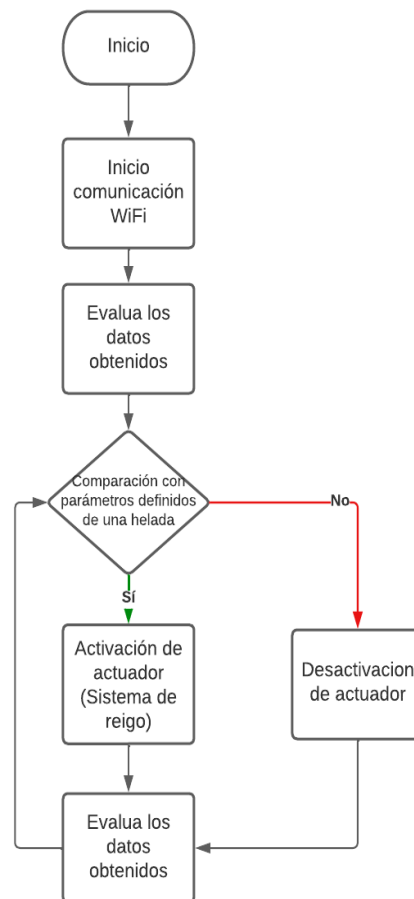 Inicio
Inicio
comunicación
WiFi
Evalua los
datos
obtenidos
Comparación con
parámetros definidos
de una helada
No
Sí
Activación de
actuador
(Sistema de
reigo)
Desactivacion
de actuador
Evalua los
datos
obtenidos